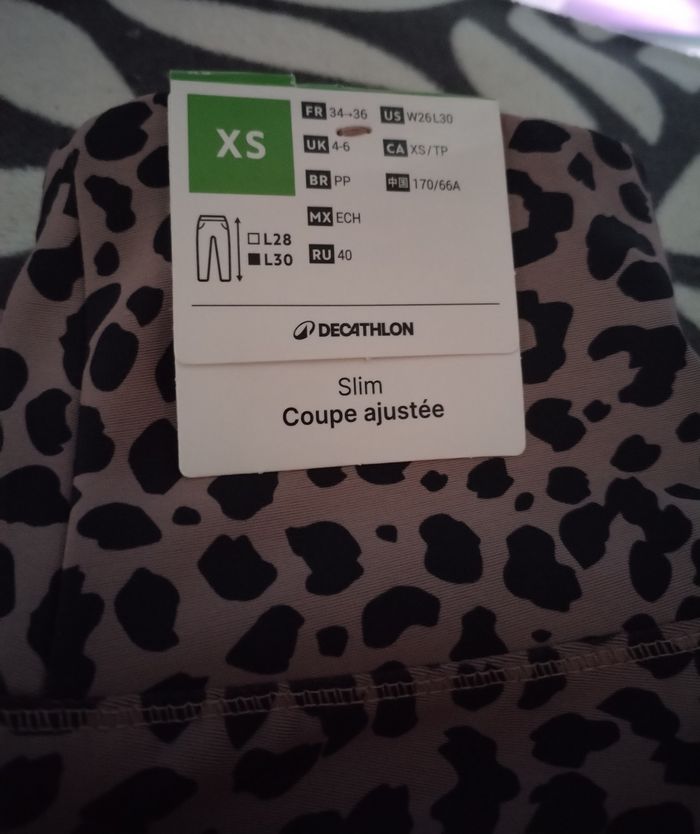 XS
FR 34→36 US W26L30
UK 4-6 CA XS/TP
BR PP 中国 170/66A
MX ECH
RU 40
L28
L30
DECATHLON
Slim
Coupe ajustée